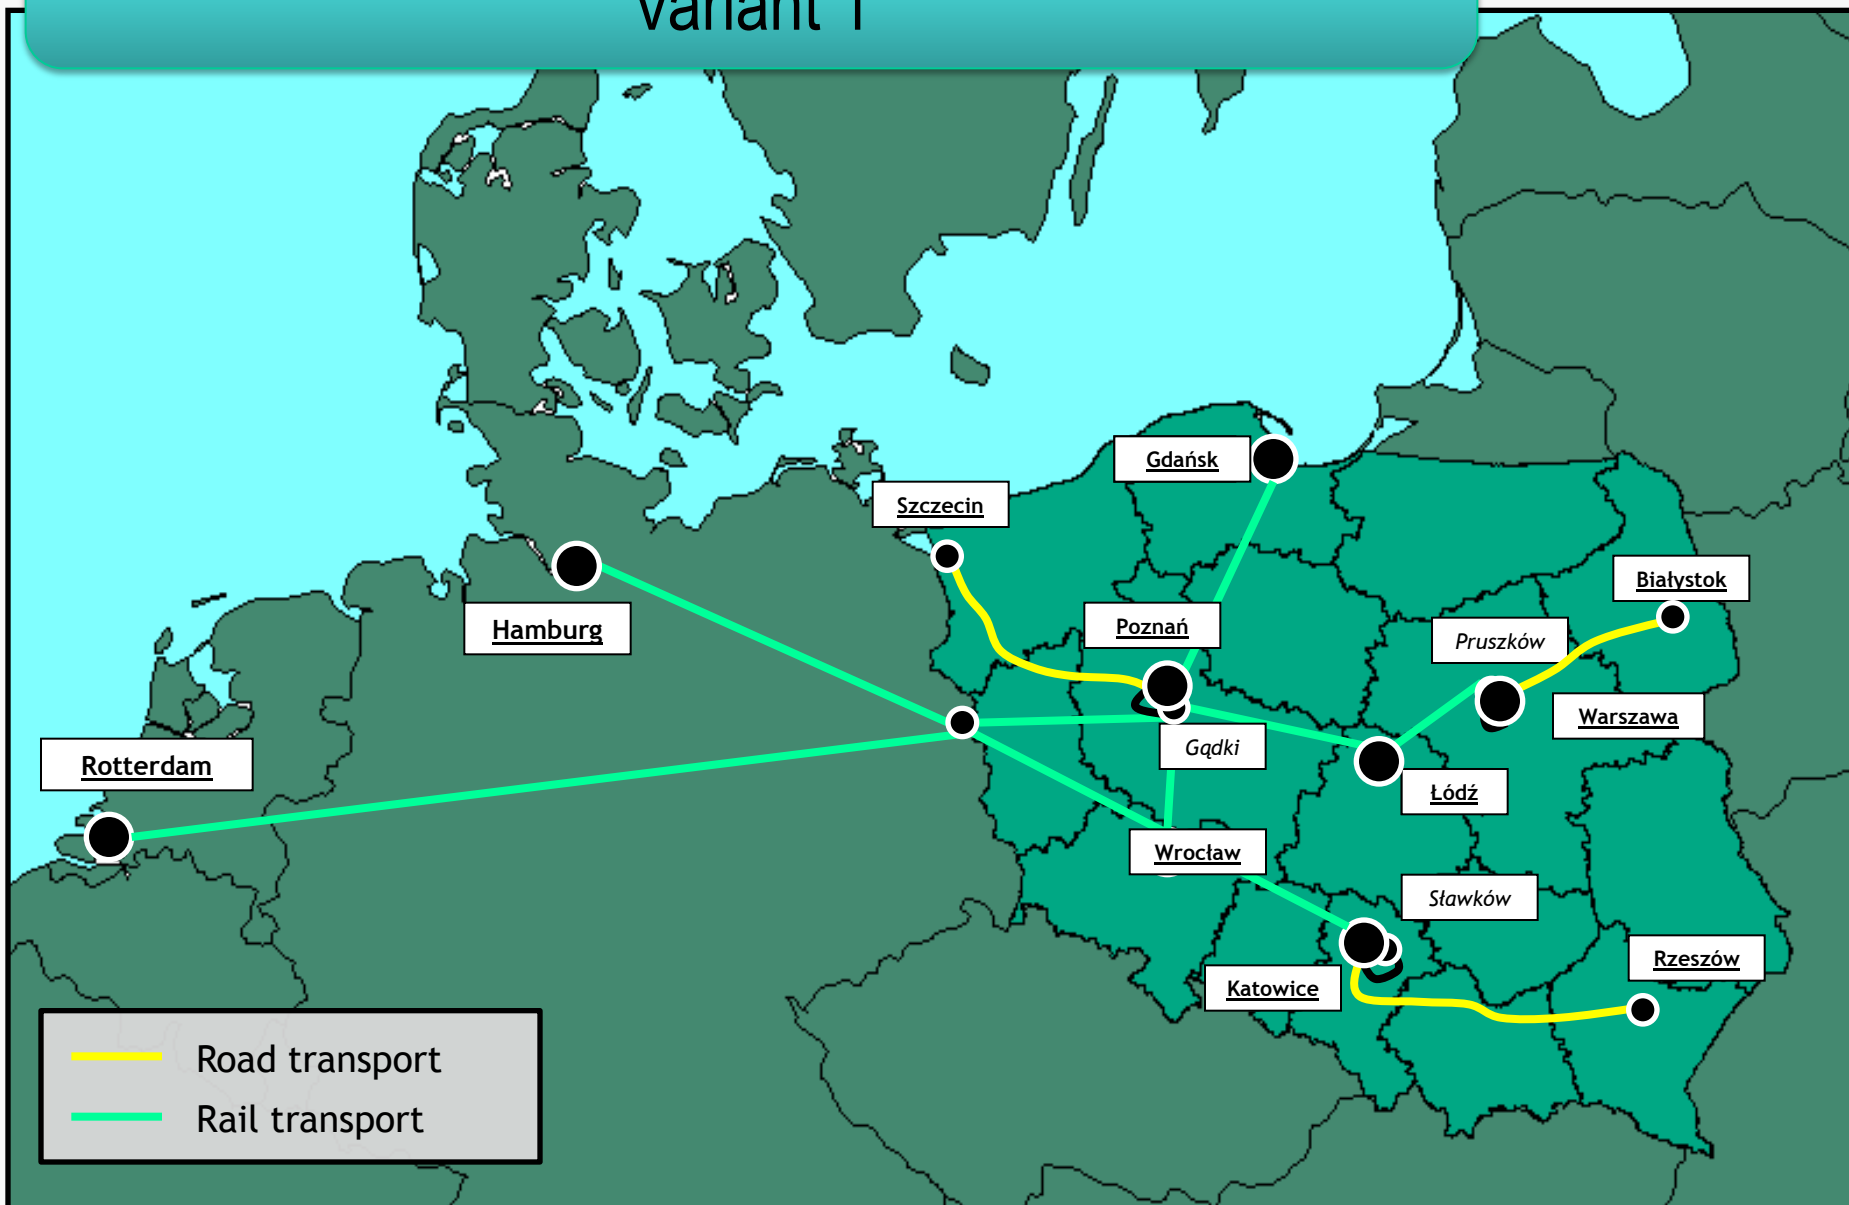 Variant 1
Gdańsk
Szczecin
Białystok
Hamburg
Poznań
Pruszków
Warszawa
Rotterdam
Gądki
Łódź
Wrocław
Sławków
Rzeszów
Katowice
Road transport
Rail transport